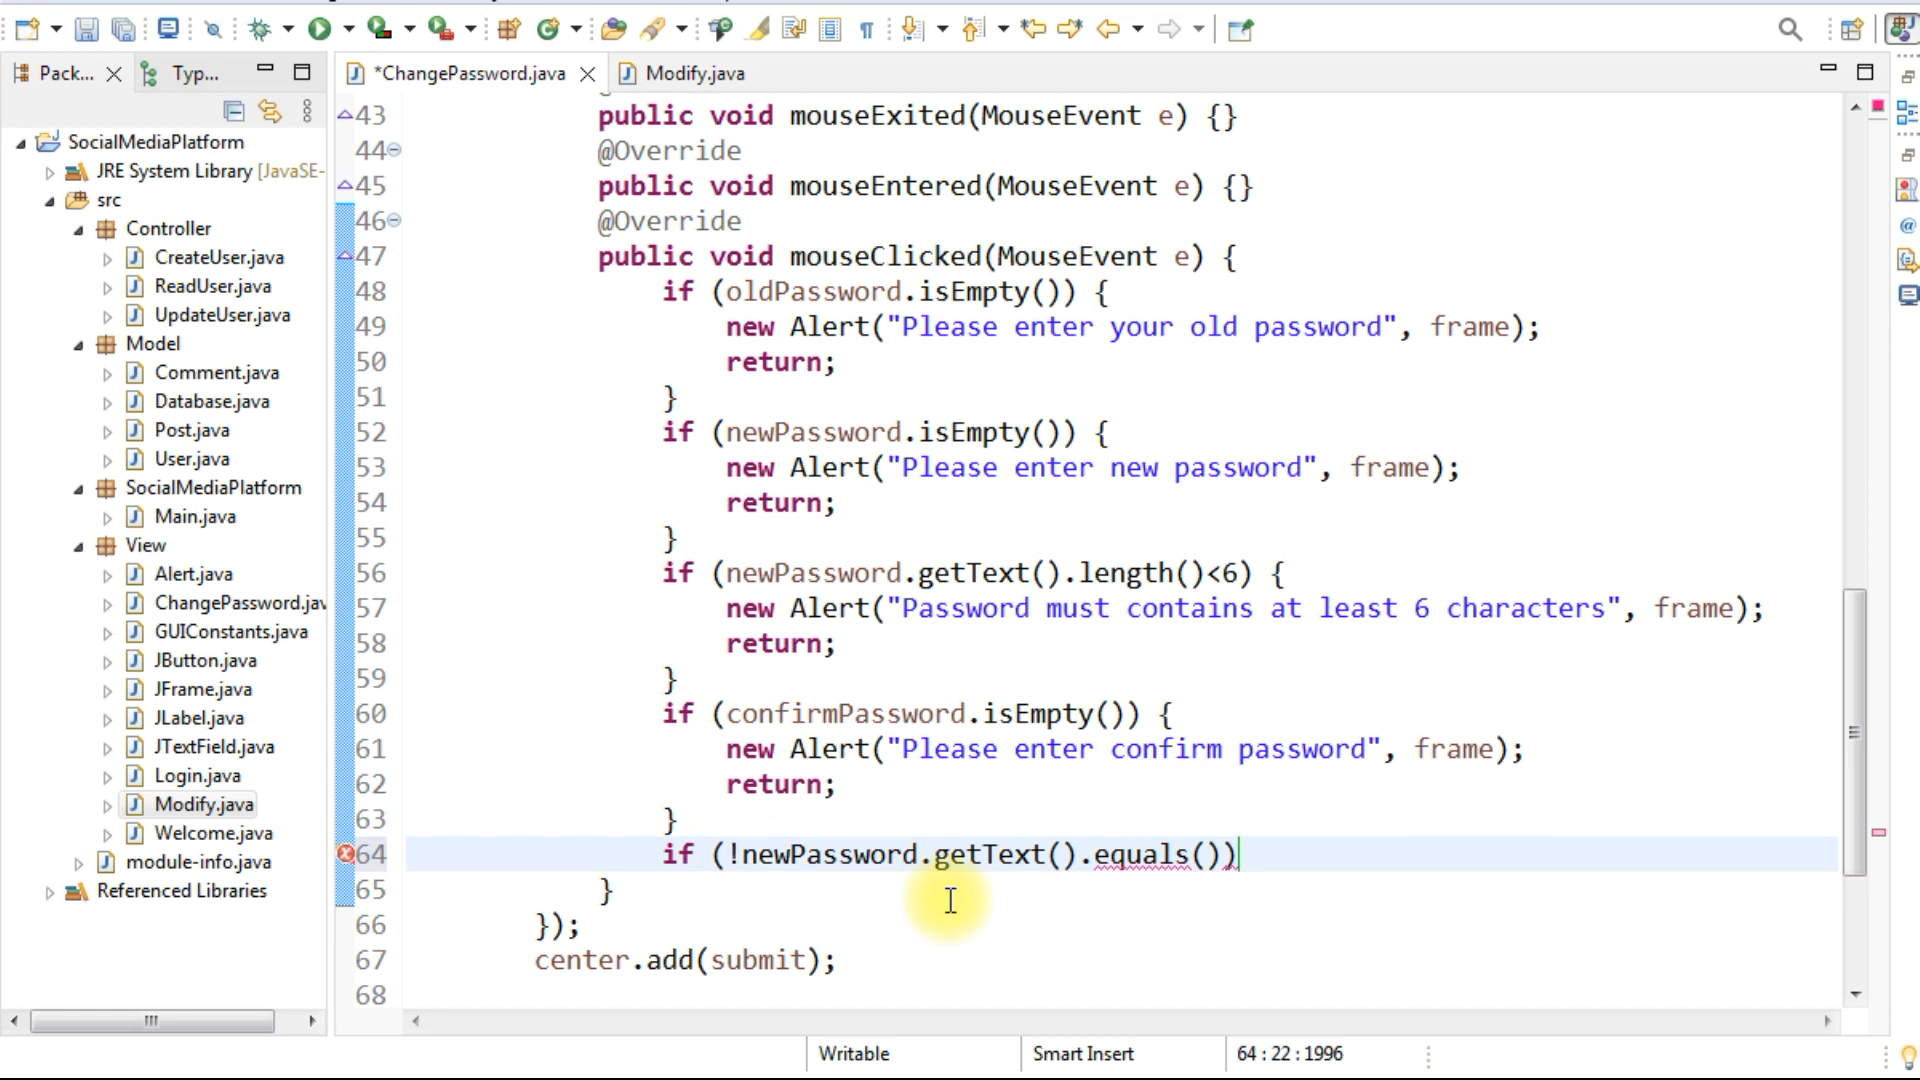 Pack...
Typ...
*ChangePassword.java
Modify.java
SocialMediaPlatform
JRE System Library [JavaSE-
src
Controller
CreateUser.java
ReadUser.java
UpdateUser.java
Model
Comment.java
Database.java
Post.java
User.java
SocialMediaPlatform
Main.java
View
Alert.java
ChangePassword.jav
GUIConstants.java
JButton.java
JFrame.java
JLabel.java
JTextField.java
Login.java
Modify.java
Welcome.java
module-info.java
Referenced Libraries
43 public void mouseExited(MouseEvent e) {}
44 @Override
45 public void mouseEntered(MouseEvent e) {}
46 @Override
47 public void mouseClicked(MouseEvent e) {
48 if (oldPassword.isEmpty()) {
49 new Alert("Please enter your old password", frame);
50 return;
51 }
52 if (newPassword.isEmpty()) {
53 new Alert("Please enter new password", frame);
54 return;
55 }
56 if (newPassword.getText().length()<6) {
57 new Alert("Password must contains at least 6 characters", frame);
58 return;
59 }
60 if (confirmPassword.isEmpty()) {
61 new Alert("Please enter confirm password", frame);
62 return;
63 }
64 if (!newPassword.getText().equals())
65 }
66 });
67 center.add(submit);
68
Writable
Smart Insert
64 : 22 : 1996